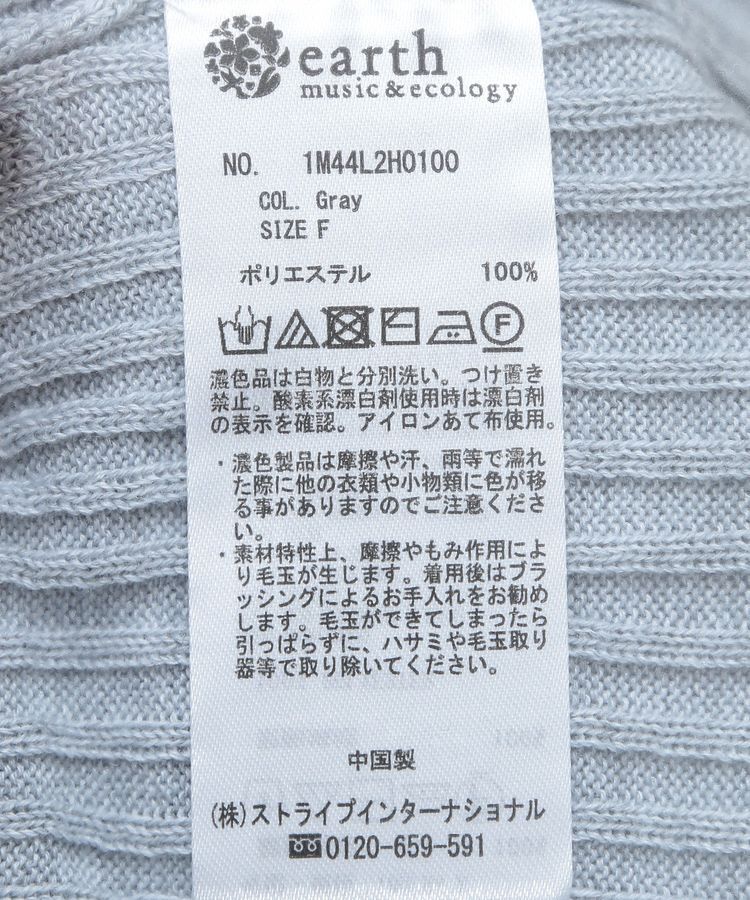 earth
music&ecology
NO. 1M44L2H0100
COL. Gray
SIZE F
ポリエステル 100%
F
濃色品は白物と分別洗い。つけ置き
禁止。酸素系漂白剤使用時は漂白剤
の表示を確認。アイロンあて布使用。
・濃色製品は摩擦や汗、雨等で濡れ
た際に他の衣類や小物類に色が移
る事がありますのでご注意くださ
い。
・素材特性上、摩擦やもみ作用によ
り毛玉が生じます。着用後はブラ
ッシングによるお手入れをお勧め
します。毛玉ができてしまったら
引っぱらずに、ハサミや毛玉取り
器等で取り除いてください。
中国製
(株)ストライプインターナショナル
0120-659-591